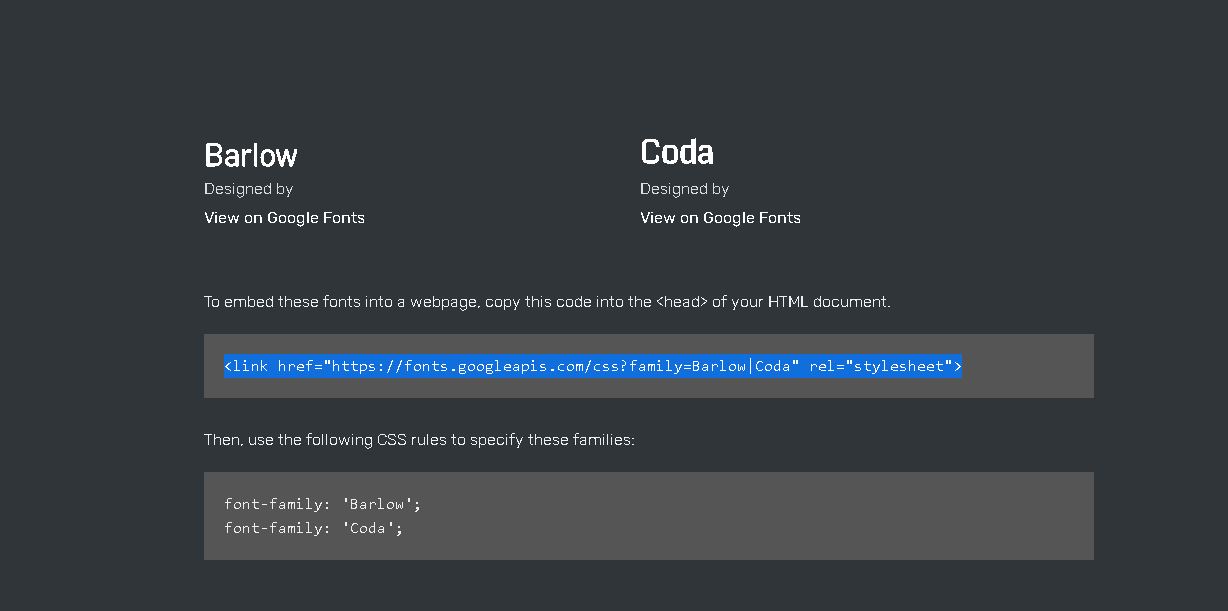 Barlow
Coda
Designed by
Designed by
View on Google Fonts
View on Google Fonts
To embed these fonts into a webpage, copy this code into the <head> of your HTML document.
<link href="https://fonts.googleapis.com/css?family=Barlow|Coda" rel="stylesheet">
Then, use the following CSS rules to specify these families:
font-family: 'Barlow';
font-family: 'Coda';